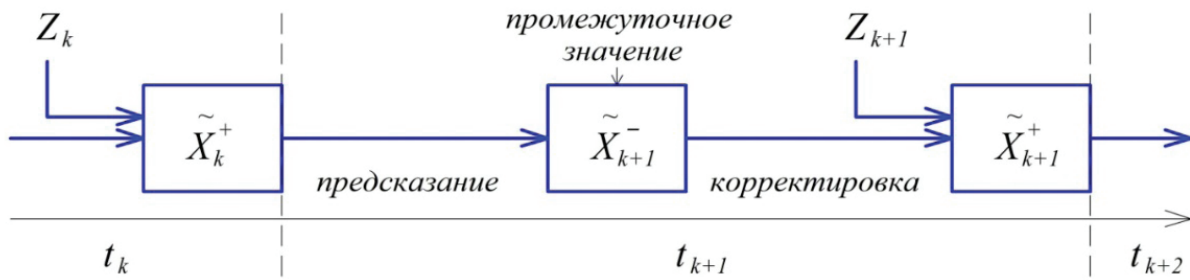 промежуточное
значение
Z_k
Z_{k+1}
X̃_k^+
X̃_{k+1}^-
X̃_{k+1}^+
предсказание
корректировка
t_k
t_{k+1}
t_{k+2}